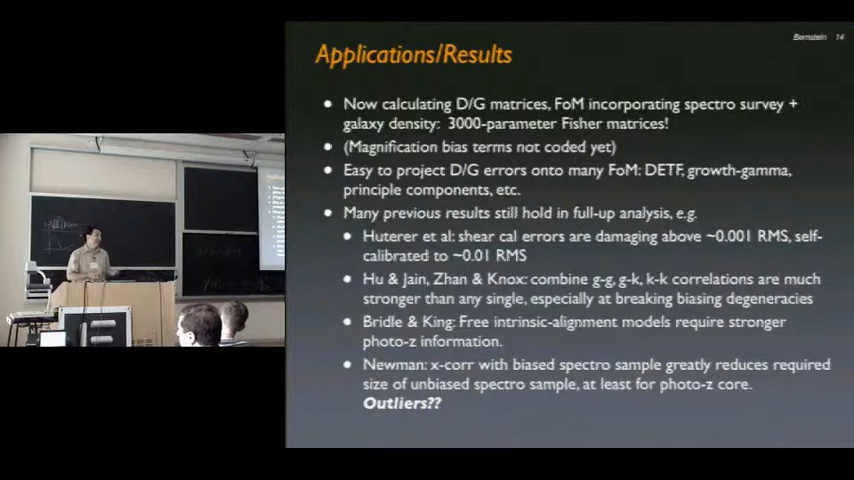 Bernstein 14
Applications/Results
Now calculating D/G matrices, FoM incorporating spectro survey +
galaxy density: 3000-parameter Fisher matrices!
(Magnification bias terms not coded yet)
Easy to project D/G errors onto many FoM: DETF, growth-gamma,
principle components, etc.
Many previous results still hold in full-up analysis, e.g.
Huterer et al: shear cal errors are damaging above ~0.001 RMS, self-
calibrated to ~0.01 RMS
Hu & Jain, Zhan & Knox: combine g-g, g-k, k-k correlations are much
stronger than any single, especially at breaking biasing degeneracies
Bridle & King: Free intrinsic-alignment models require stronger
photo-z information.
Newman: x-corr with biased spectro sample greatly reduces required
size of unbiased spectro sample, at least for photo-z core.
Outliers??